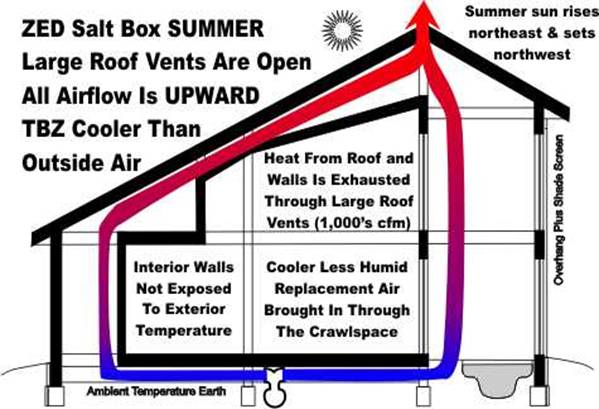 ZED Salt Box SUMMER
Large Roof Vents Are Open
All Airflow Is UPWARD
TBZ Cooler Than
Outside Air
Summer sun rises
northeast & sets
northwest
Heat From Roof and
Walls Is Exhausted
Through Large Roof
Vents (1,000's cfm)
Overhang Plus Shade Screen
Interior Walls
Not Exposed
To Exterior
Temperature
Cooler Less Humid
Replacement Air
Brought In Through
The Crawlspace
Ambient Temperature Earth